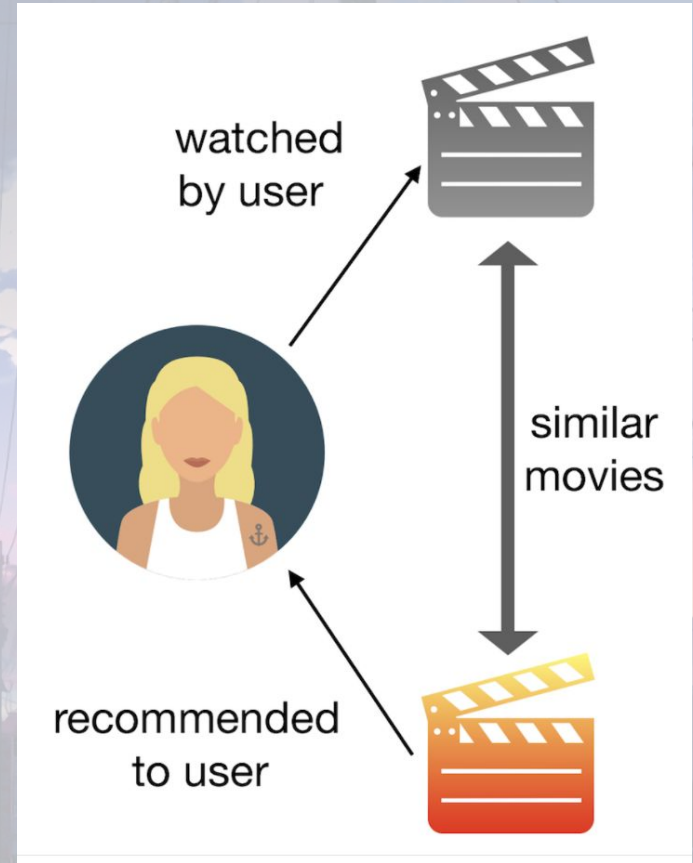 watched
by user
similar
movies
recommended
to user